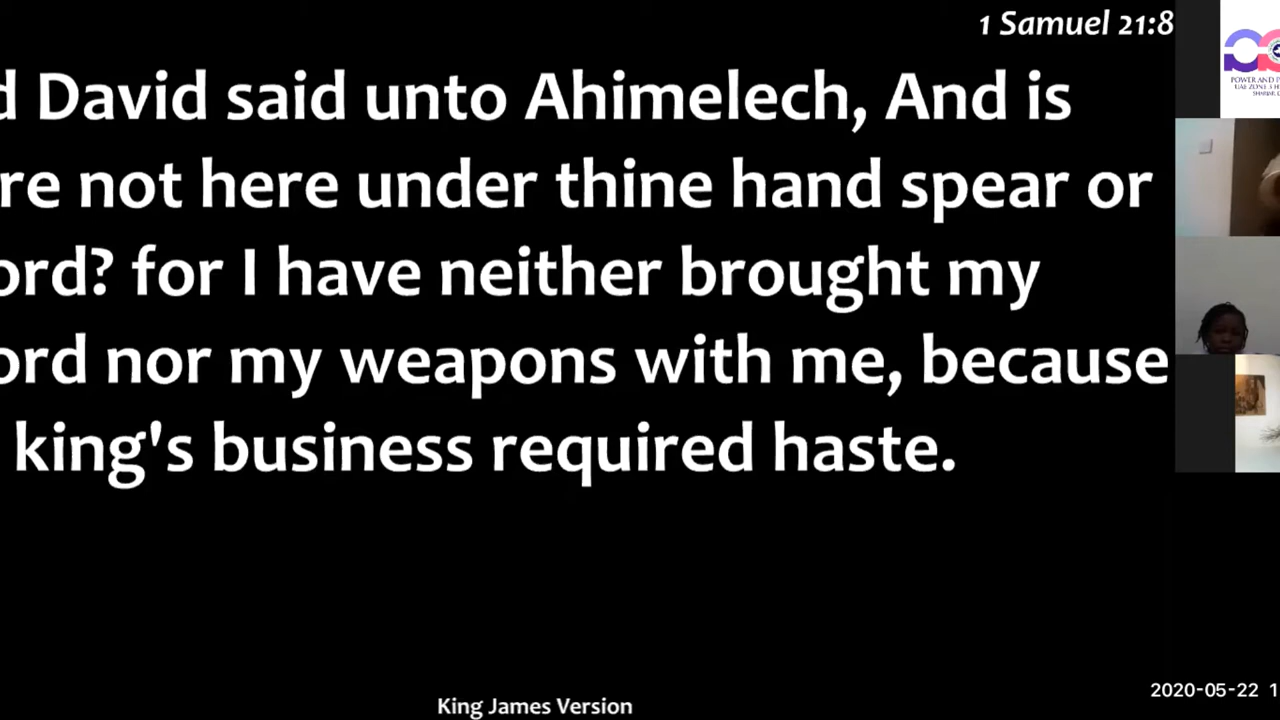 1 Samuel 21:8
d David said unto Ahimelech, And is
re not here under thine hand spear or
ord? for I have neither brought my
ord nor my weapons with me, because
king's business required haste.
POWER AND
King James Version
2020-05-22 1